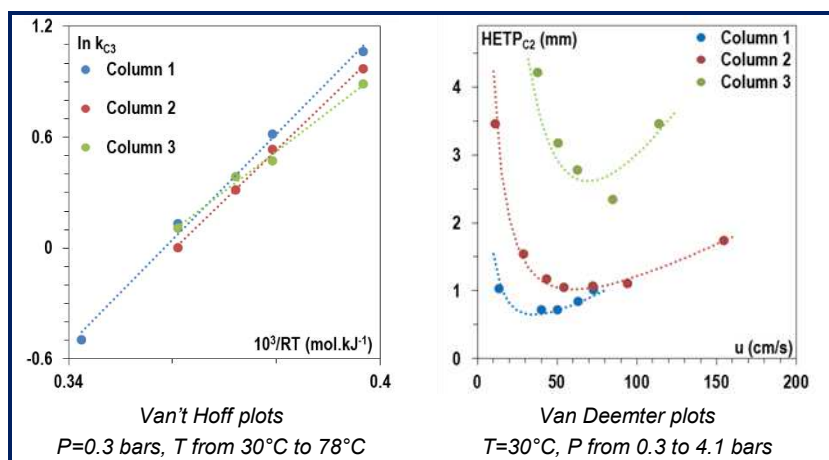 1.2
ln kC3
Column 1
Column 2
Column 3
0.6
0
-0.6
10³/RT (mol.kJ-1)
0.34
0.4
Van't Hoff plots
P=0.3 bars, T from 30°C to 78°C
HETPC2 (mm)
Column 1
Column 2
Column 3
4
3
2
1
0
u (cm/s)
0
50
100
150
200
Van Deemter plots
T=30°C, P from 0.3 to 4.1 bars